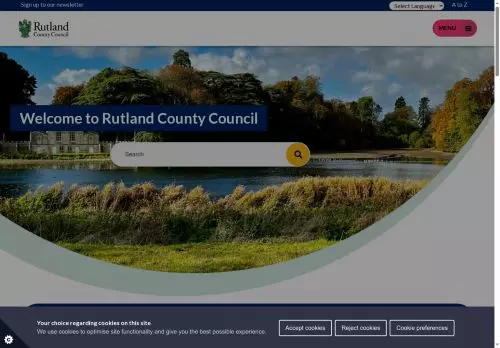 Sign up to our newsletter
Select Language
A to Z
Rutland
County Council
MENU
Welcome to Rutland County Council
Search
Your choice regarding cookies on this site
We use cookies to optimise site functionality and give you the best possible experience.
Accept cookies
Reject cookies
Cookie preferences